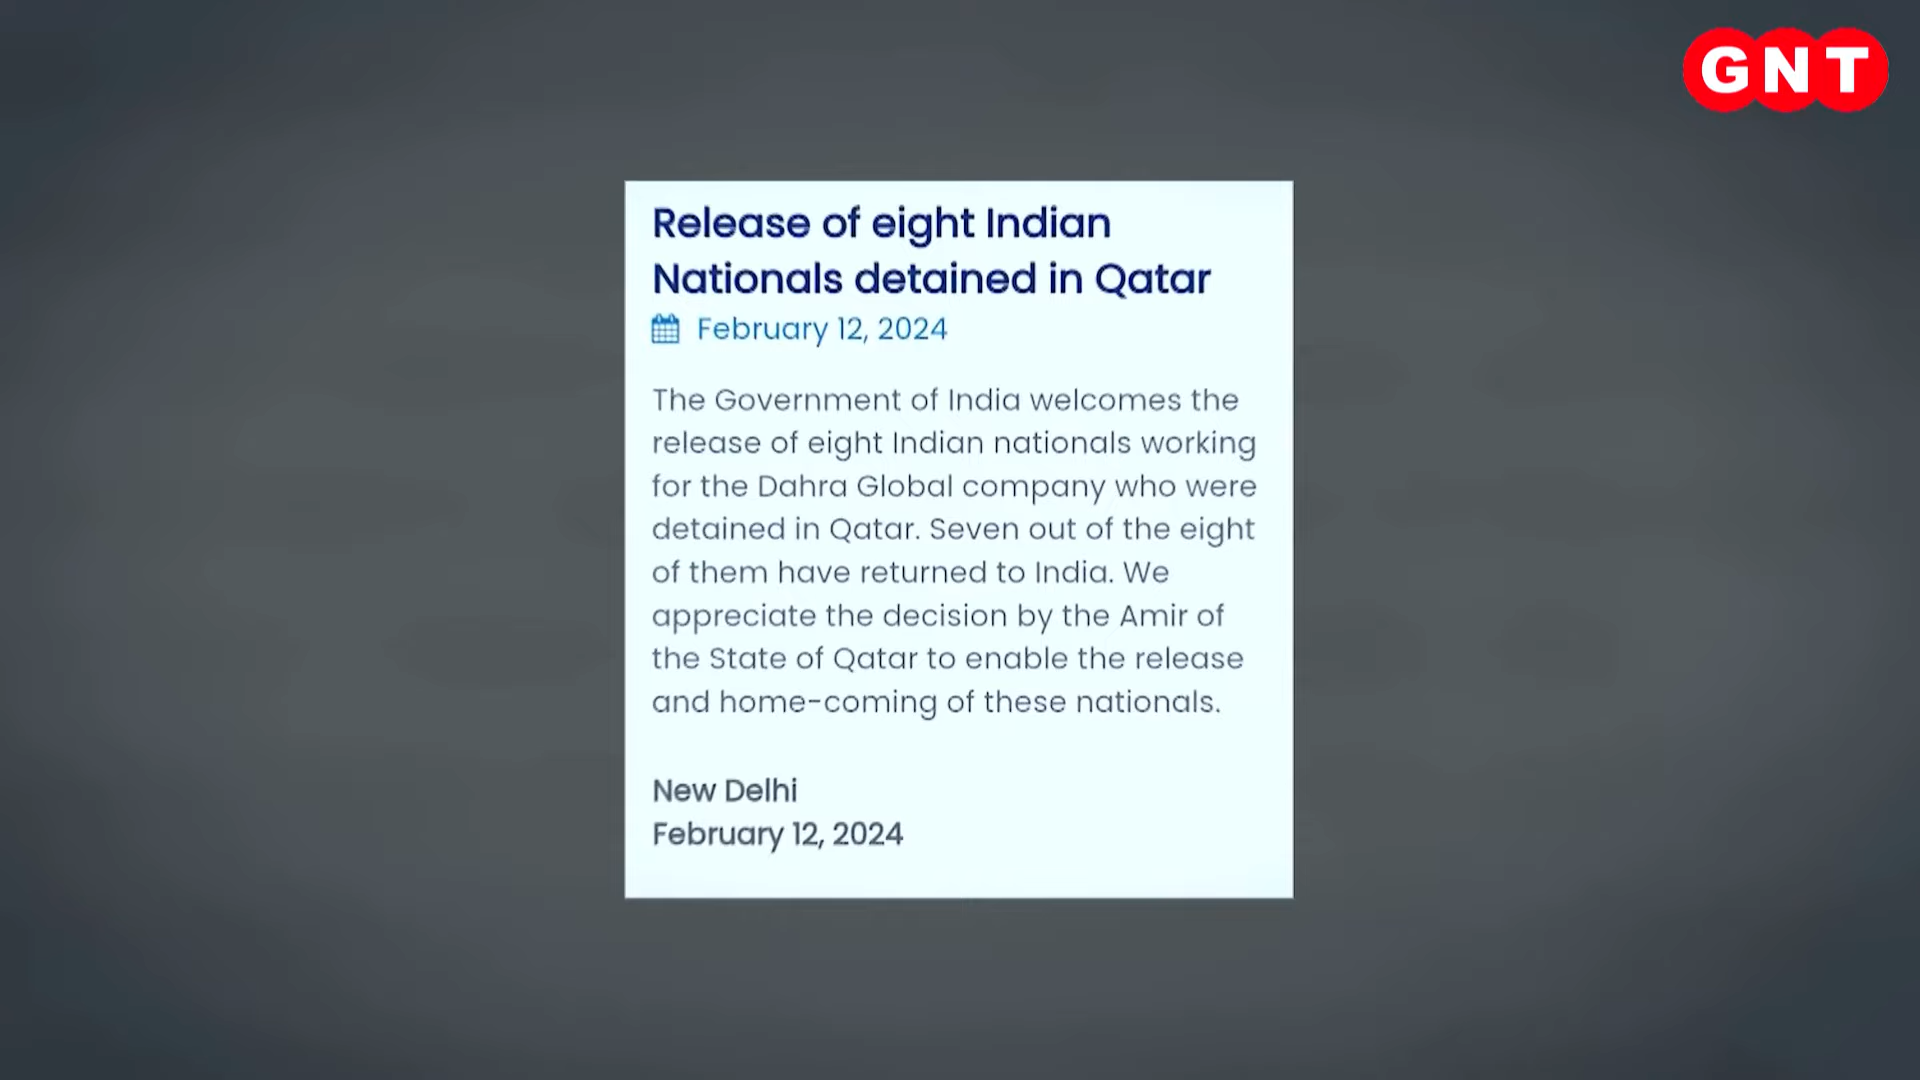 GNT
Release of eight Indian
Nationals detained in Qatar
February 12, 2024
The Government of India welcomes the
release of eight Indian nationals working
for the Dahra Global company who were
detained in Qatar. Seven out of the eight
of them have returned to India. We
appreciate the decision by the Amir of
the State of Qatar to enable the release
and home-coming of these nationals.
New Delhi
February 12, 2024